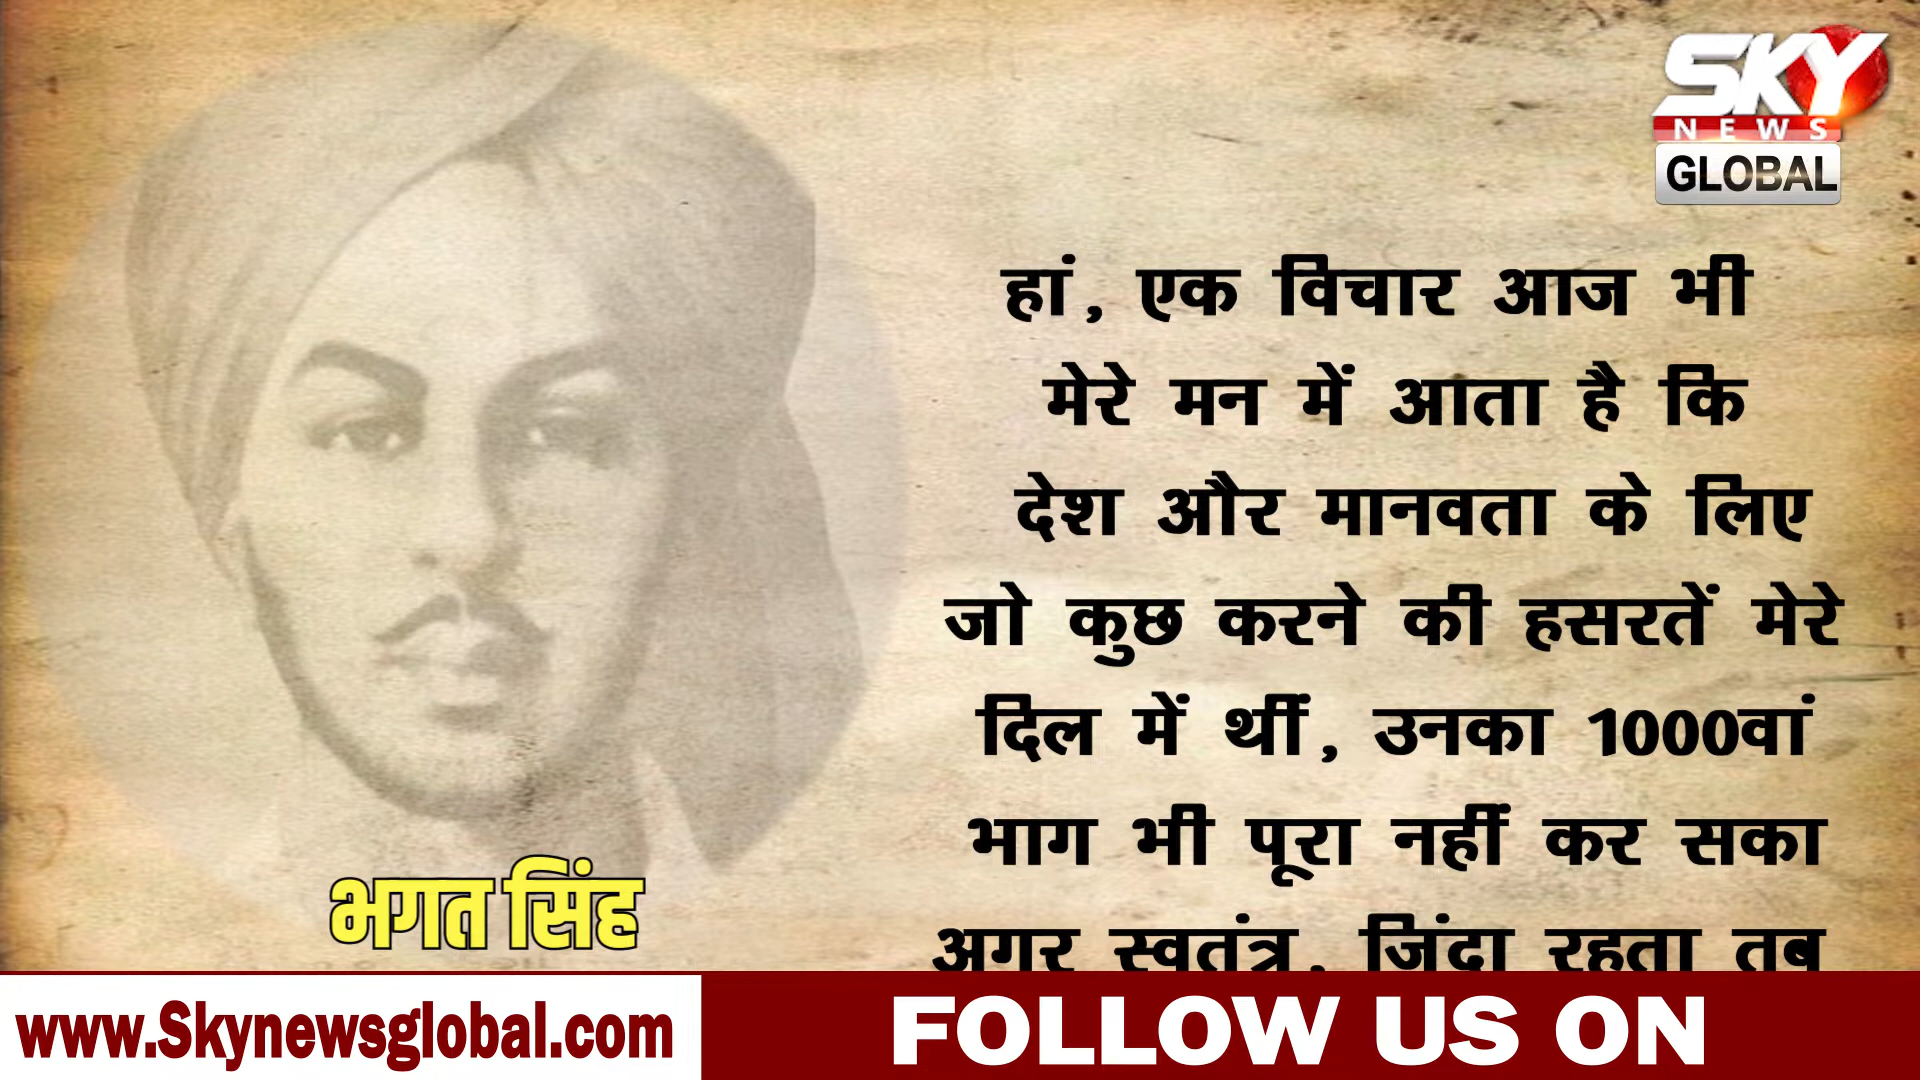 SKY
NEWS
GLOBAL
हां, एक विचार आज भी
मेरे मन में आता है कि
देश और मानवता के लिए
जो कुछ करने की हसरतें मेरे
दिल में थीं, उनका 1000वां
भाग भी पूरा नहीं कर सका
अगर स्वतंत्र, जिंदा रहता तब
भगत सिंह
www.Skynewsglobal.com
FOLLOW US ON